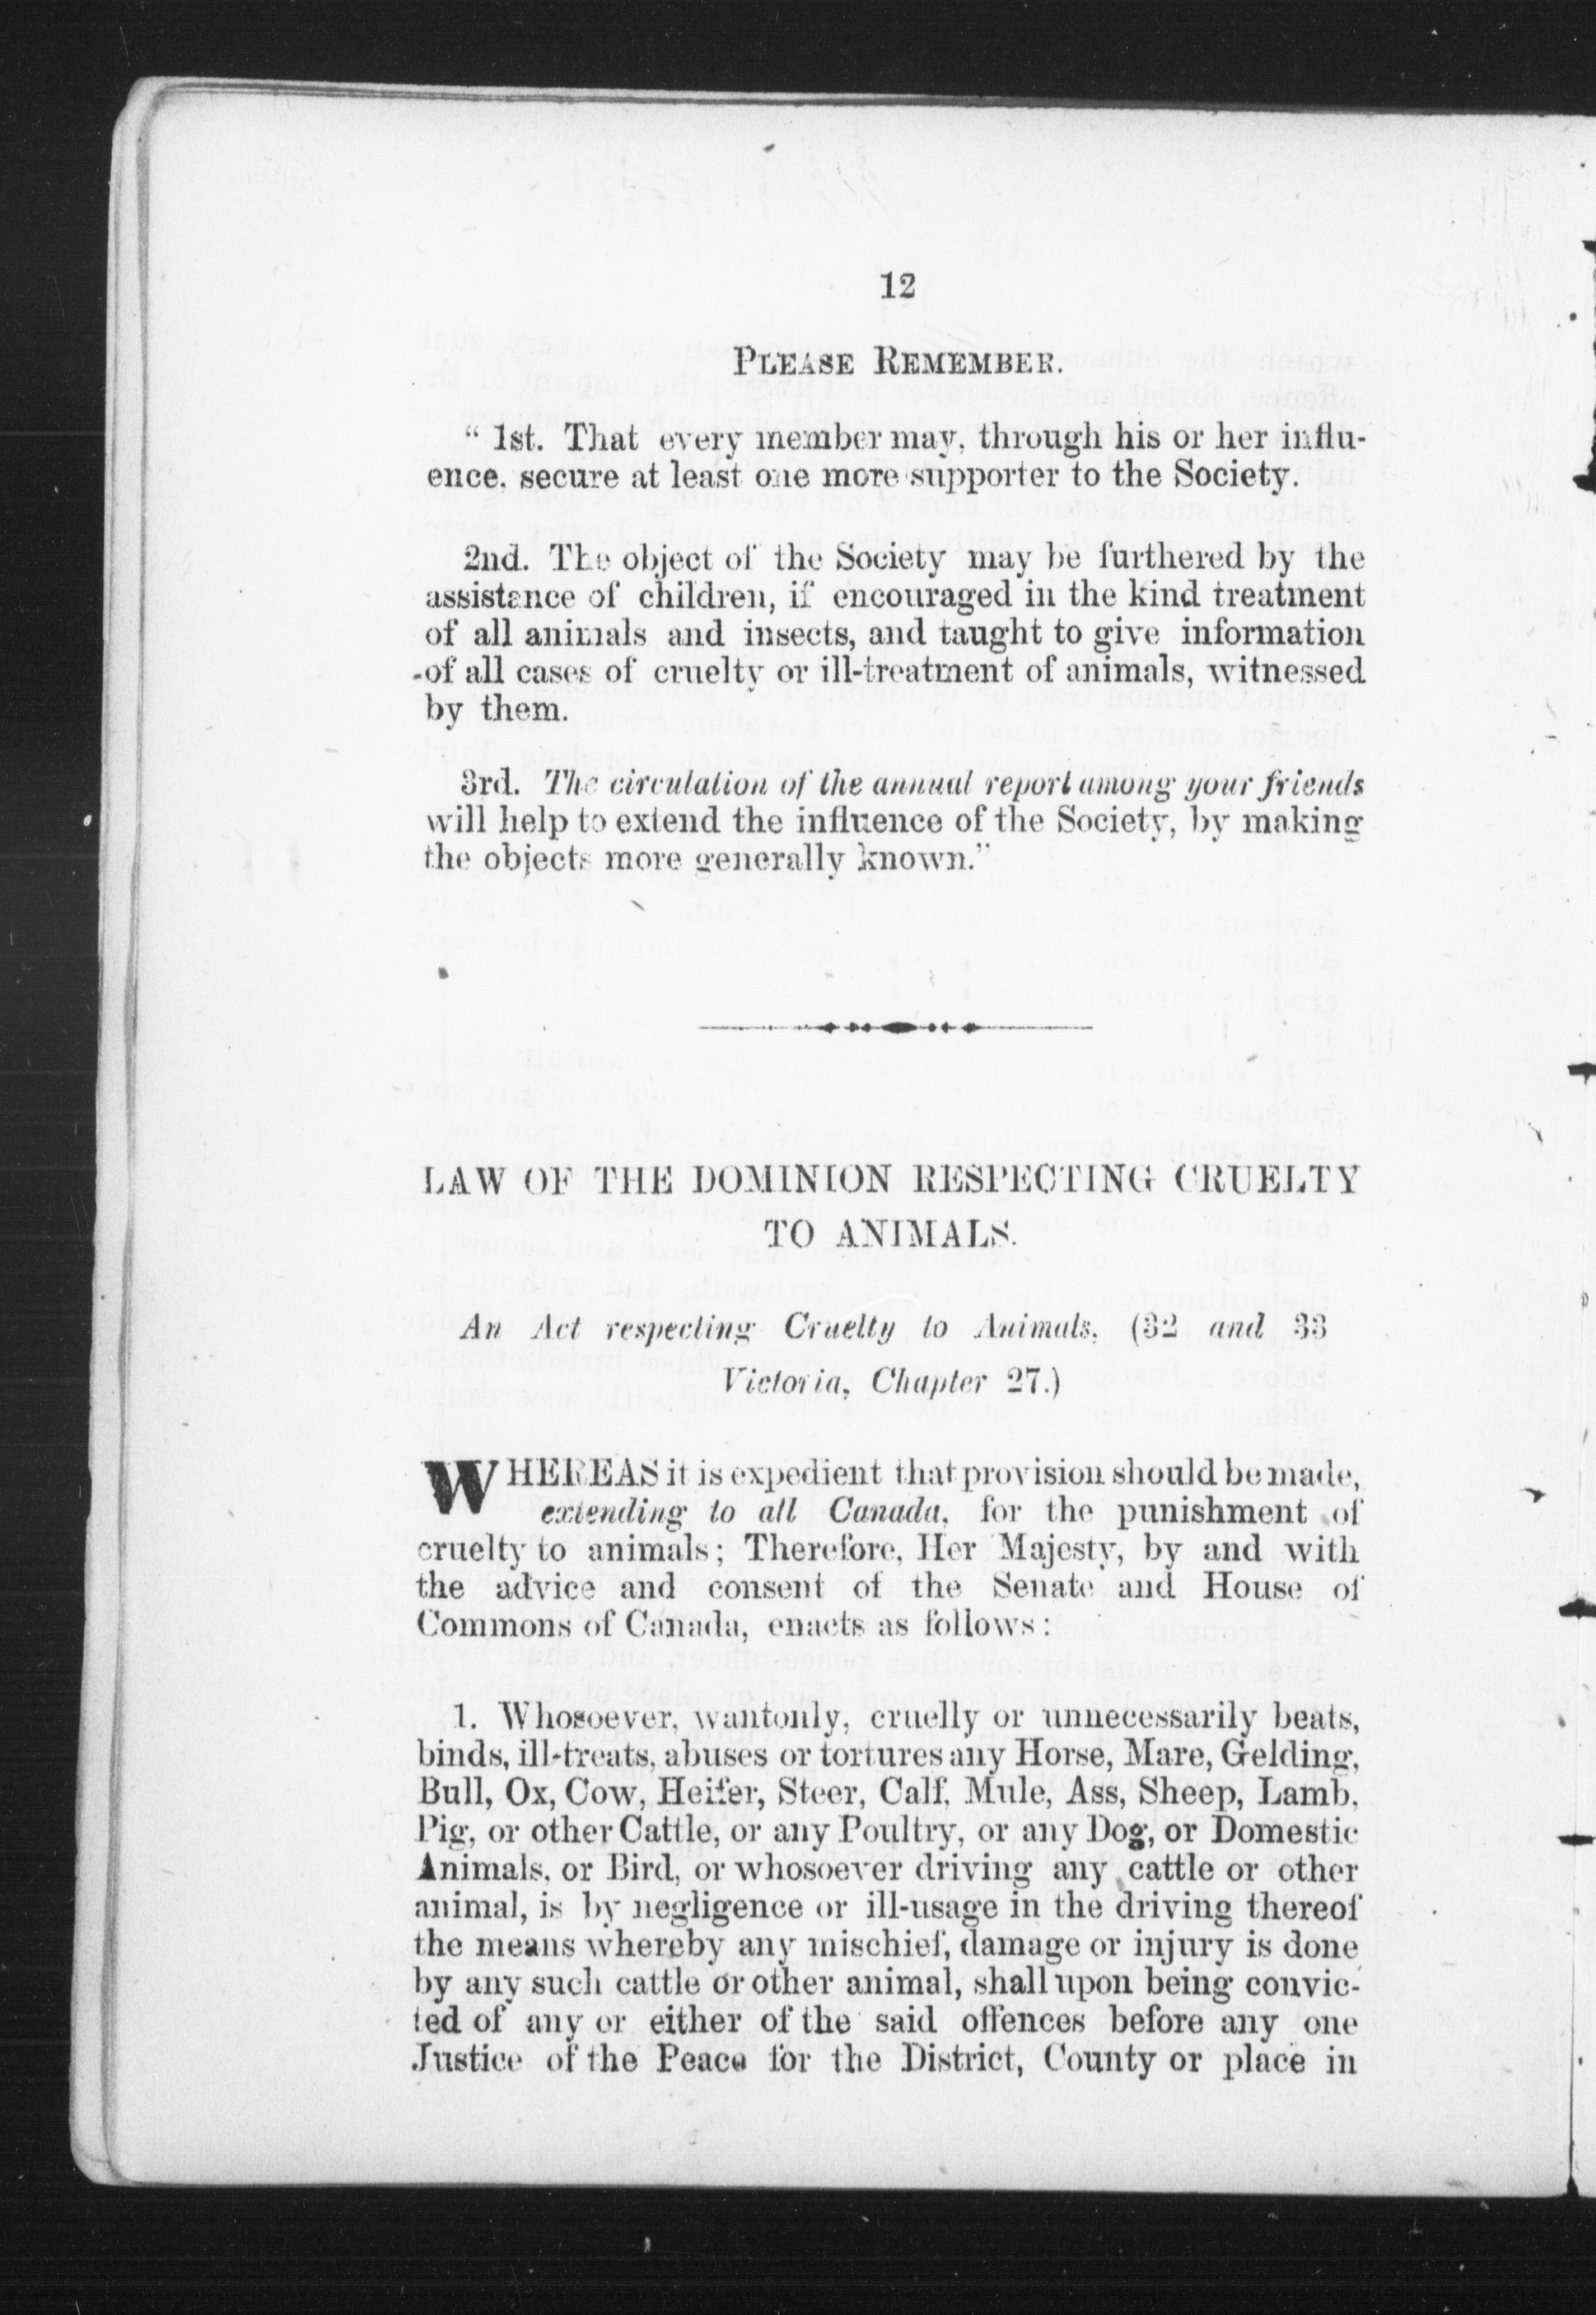 12
PLEASE REMEMBER.
“ 1st. That every member may, through his or her influ-
ence, secure at least one more supporter to the Society.
2nd. The object of the Society may be furthered by the
assistance of children, if encouraged in the kind treatment
of all animals and insects, and taught to give information
of all cases of cruelty or ill-treatment of animals, witnessed
by them.
3rd. The circulation of the annual report among your friends
will help to extend the influence of the Society, by making
the objects more generally known.”
LAW OF THE DOMINION RESPECTING CRUELTY
TO ANIMALS.
An Act respecting Cruelty to Animals, (32 and 33
Victoria, Chapter 27.)
WHEREAS it is expedient that provision should be made,
extending to all Canada, for the punishment of
cruelty to animals; Therefore, Her Majesty, by and with
the advice and consent of the Senate and House of
Commons of Canada, enacts as follows:
1. Whosoever, wantonly, cruelly or unnecessarily beats,
binds, ill-treats, abuses or tortures any Horse, Mare, Gelding,
Bull, Ox, Cow, Heifer, Steer, Calf, Mule, Ass, Sheep, Lamb,
Pig, or other Cattle, or any Poultry, or any Dog, or Domestic
Animals, or Bird, or whosoever driving any cattle or other
animal, is by negligence or ill-usage in the driving thereof
the means whereby any mischief, damage or injury is done
by any such cattle or other animal, shall upon being convic-
ted of any or either of the said offences before any one
Justice of the Peace for the District, County or place in